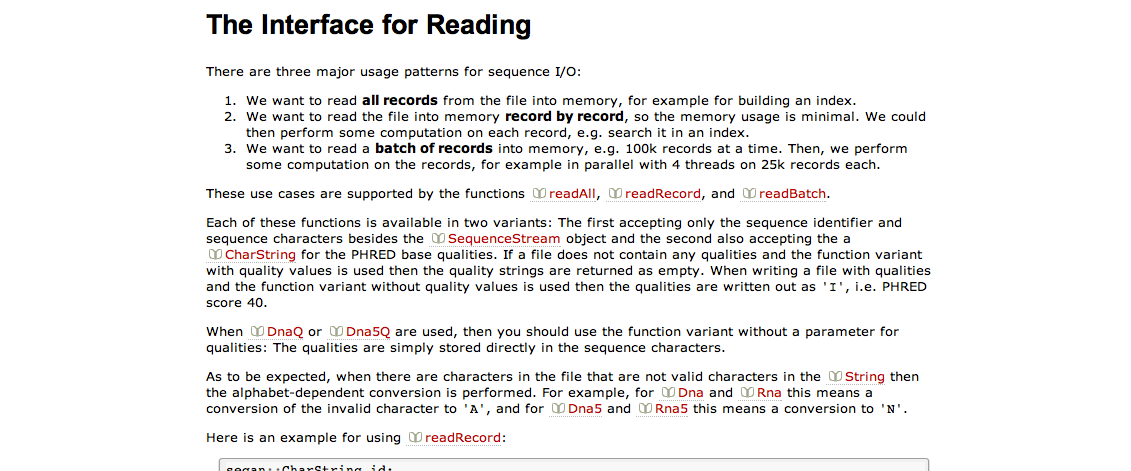 The Interface for Reading
There are three major usage patterns for sequence I/O:
1. We want to read all records from the file into memory, for example for building an index.
2. We want to read the file into memory record by record, so the memory usage is minimal. We could
then perform some computation on each record, e.g. search it in an index.
3. We want to read a batch of records into memory, e.g. 100k records at a time. Then, we perform
some computation on the records, for example in parallel with 4 threads on 25k records each.
These use cases are supported by the functions readAll, readRecord, and readBatch.
Each of these functions is available in two variants: The first accepting only the sequence identifier and
sequence characters besides the SequenceStream object and the second also accepting the a
CharString for the PHRED base qualities. If a file does not contain any qualities and the function variant
with quality values is used then the quality strings are returned as empty. When writing a file with qualities
and the function variant without quality values is used then the qualities are written out as 'I', i.e. PHRED
score 40.
When DnaQ or Dna5Q are used, then you should use the function variant without a parameter for
qualities: The qualities are simply stored directly in the sequence characters.
As to be expected, when there are characters in the file that are not valid characters in the String then
the alphabet-dependent conversion is performed. For example, for Dna and Rna this means a
conversion of the invalid character to 'A', and for Dna5 and Rna5 this means a conversion to 'N'.
Here is an example for using readRecord:
seqan::CharString id;